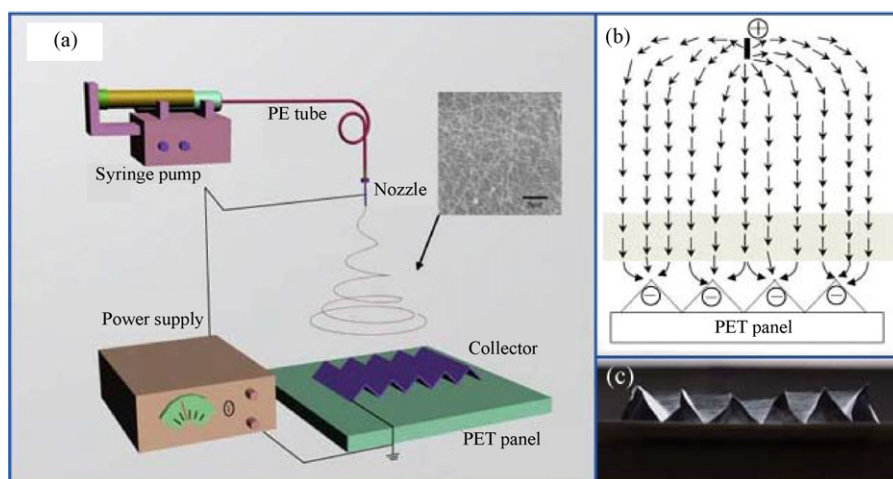 (a)
PE tube
Syringe pump
Nozzle
Power supply
Collector
PET panel
(b)
PET panel
(c)